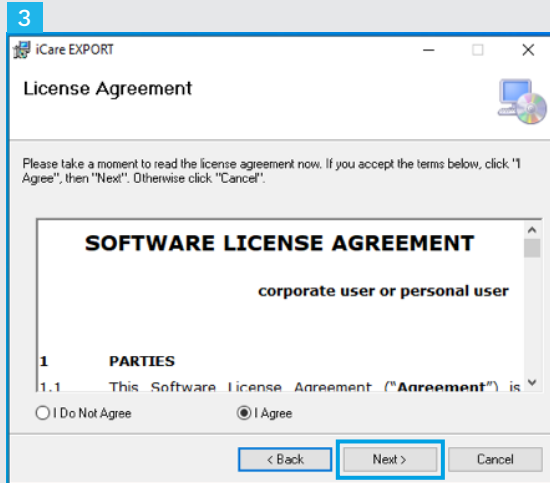 3
iCare EXPORT
License Agreement
Please take a moment to read the license agreement now. If you accept the terms below, click "I
Agree", then "Next". Otherwise click "Cancel".
SOFTWARE LICENSE AGREEMENT
corporate user or personal user
1 PARTIES
1.1 This Software License Agreement ("Agreement") is
I Do Not Agree
I Agree
< Back
Next >
Cancel